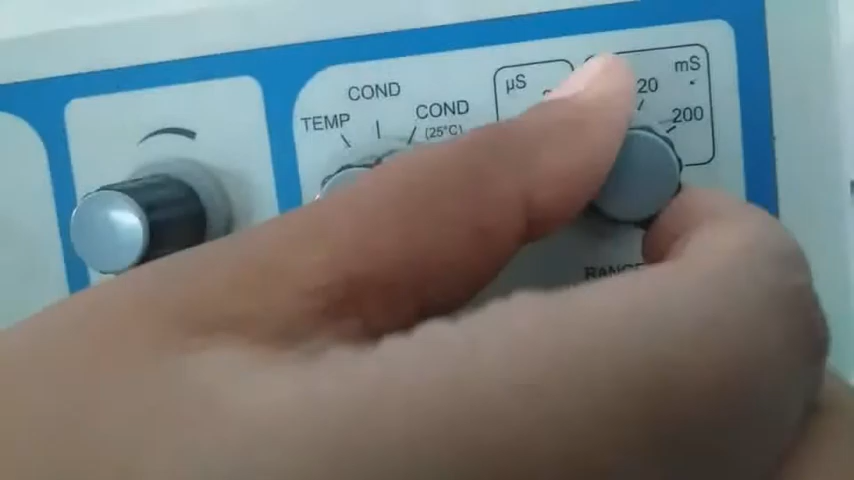 TEMP
COND
COND
(25°C)
µS
mS
20
200